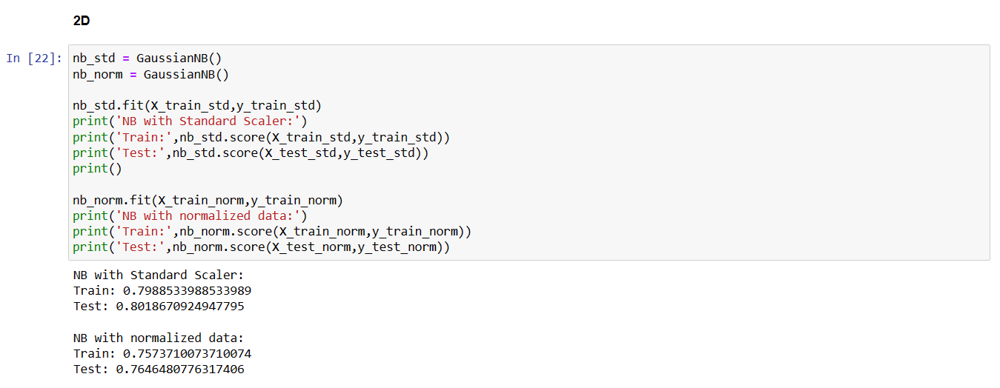 2D
In [22]:
nb_std = GaussianNB()
nb_norm = GaussianNB()
nb_std.fit(X_train_std,y_train_std)
print('NB with Standard Scaler:')
print('Train:',nb_std.score(X_train_std,y_train_std))
print('Test:',nb_std.score(X_test_std,y_test_std))
print()
nb_norm.fit(X_train_norm,y_train_norm)
print('NB with normalized data:')
print('Train:',nb_norm.score(X_train_norm,y_train_norm))
print('Test:',nb_norm.score(X_test_norm,y_test_norm))
NB with Standard Scaler:
Train: 0.7988533988533989
Test: 0.8018670924947795
NB with normalized data:
Train: 0.7573710073710074
Test: 0.7646480776317406